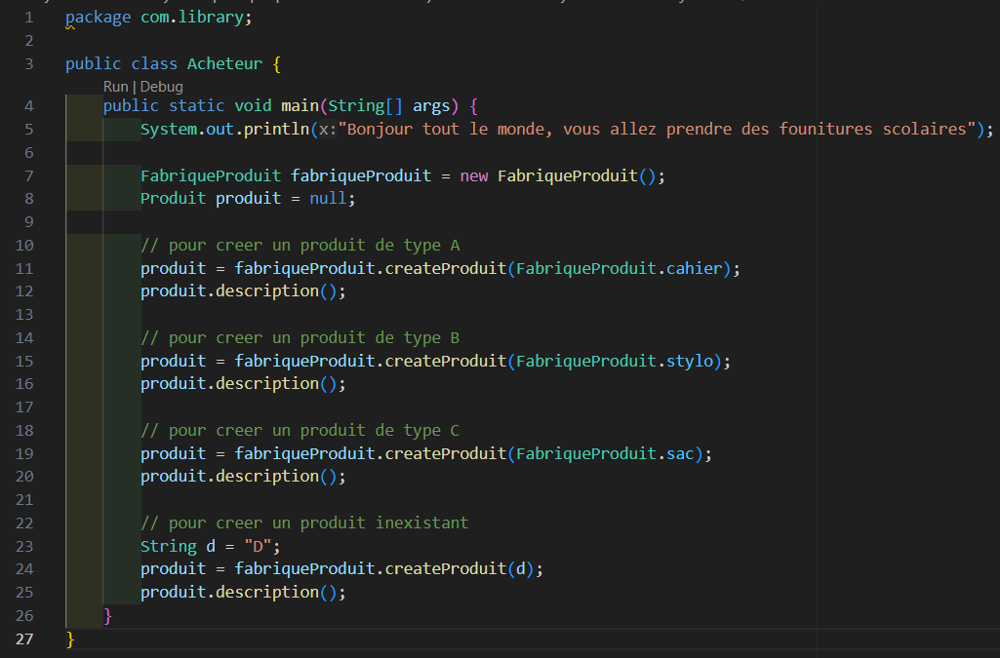 1 package com.library;
2
3 public class Acheteur {
Run | Debug
4 public static void main(String[] args) {
5 System.out.println(x:"Bonjour tout le monde, vous allez prendre des founitures scolaires");
6
7 FabriqueProduit fabriqueProduit = new FabriqueProduit();
8 Produit produit = null;
9
10 // pour creer un produit de type A
11 produit = fabriqueProduit.createProduit(FabriqueProduit.cahier);
12 produit.description();
13
14 // pour creer un produit de type B
15 produit = fabriqueProduit.createProduit(FabriqueProduit.stylo);
16 produit.description();
17
18 // pour creer un produit de type C
19 produit = fabriqueProduit.createProduit(FabriqueProduit.sac);
20 produit.description();
21
22 // pour creer un produit inexistant
23 String d = "D";
24 produit = fabriqueProduit.createProduit(d);
25 produit.description();
26 }
27 }